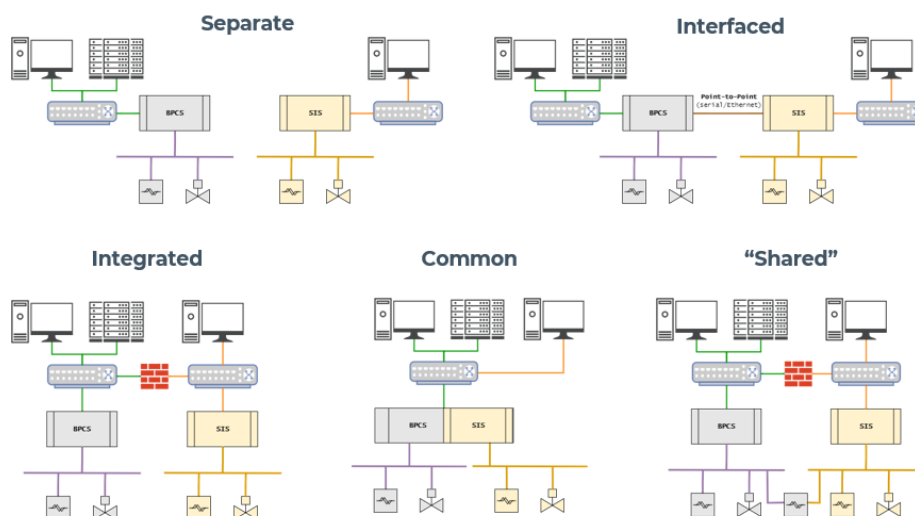 Separate
Interfaced
BPCS
SIS
Point-to-Point
(serial/Ethernet)
BPCS
SIS
Integrated
Common
“Shared”
BPCS
SIS
BPCS
SIS
BPCS
SIS